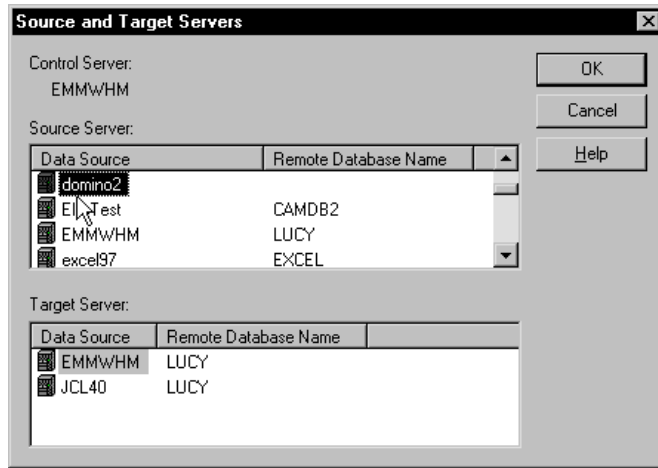 Source and Target Servers
Control Server:
EMMWHM
OK
Cancel
Help
Source Server:
Data Source Remote Database Name
domino2
Test CAMDB2
EMMWHM LUCY
excel97 EXCEL
Target Server:
Data Source Remote Database Name
EMMWHM LUCY
JCL40 LUCY